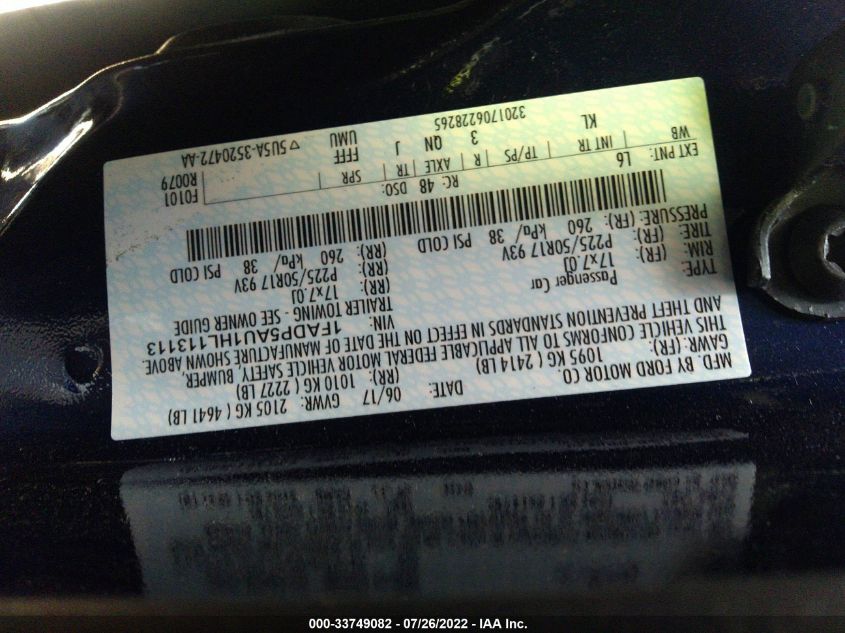 MFD. BY FORD MOTOR CO.
DATE: 06/17 GVWR: 2105 KG ( 4641 LB)
GAWR: (FR): 1095 KG ( 2414 LB) (RR): 1010 KG ( 2227 LB)
THIS VEHICLE CONFORMS TO ALL APPLICABLE FEDERAL MOTOR VEHICLE SAFETY, BUMPER,
AND THEFT PREVENTION STANDARDS IN EFFECT ON THE DATE OF MANUFACTURE SHOWN ABOVE.
VIN: 1FADP5AU1HL113113
TYPE: Passenger Car TRAILER TOWING - SEE OWNER GUIDE
RIM: (FR): 17x7.0J (RR): 17x7.0J
TIRE: (FR): P225/50R17 93V (RR): P225/50R17 93V
PRESSURE: (FR): 260 kPa/ 38 PSI COLD (RR): 260 kPa/ 38 PSI COLD
EXT PNT: L6 RC: 48 DSO: F0101
WB INT TR TP/PS R AXLE TR SPR R0079
KL 3 QN J FFFF
UMU
3201706228265 ▽5U5A-3520472-AA
000-33749082 - 07/26/2022 - IAA Inc.